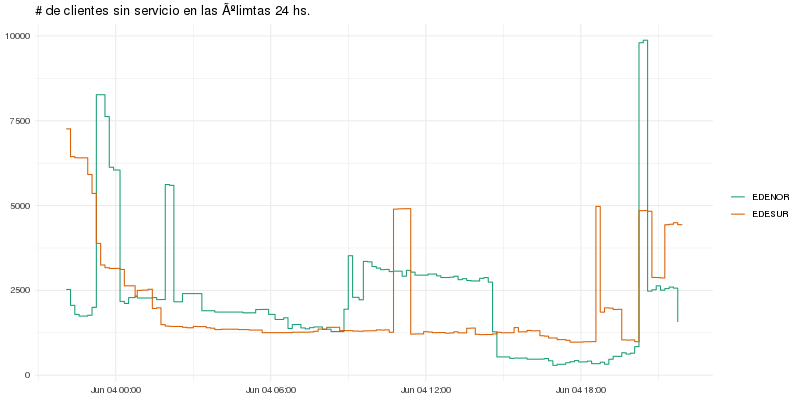 # de clientes sin servicio en las Ãºlimtas 24 hs.
10000
7500
5000
2500
0
Jun 04 00:00
Jun 04 06:00
Jun 04 12:00
Jun 04 18:00
EDENOR
EDESUR